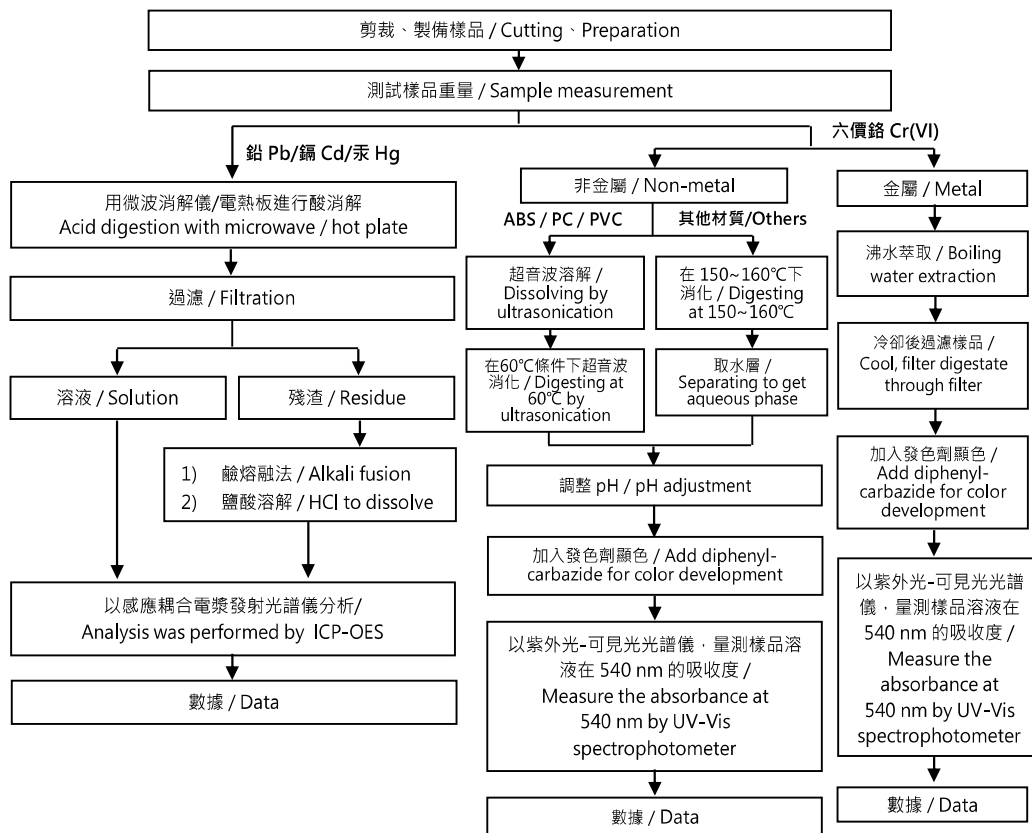 剪裁、製備樣品 / Cutting、Preparation
測試樣品重量 / Sample measurement
鉛 Pb/鎘 Cd/汞 Hg
六價鉻 Cr(VI)
用微波消解儀/電熱板進行酸消解
Acid digestion with microwave / hot plate
過濾 / Filtration
溶液 / Solution
殘渣 / Residue
1) 鹼熔融法 / Alkali fusion
2) 鹽酸溶解 / HCl to dissolve
以感應耦合電漿發射光譜儀分析/
Analysis was performed by ICP-OES
數據 / Data
非金屬 / Non-metal
ABS / PC / PVC
其他材質/Others
超音波溶解 /
Dissolving by
ultrasonication
在 150~160℃下
消化 / Digesting
at 150~160℃
在60℃條件下超音波
消化 / Digesting at
60℃ by
ultrasonication
取水層 /
Separating to get
aqueous phase
調整 pH / pH adjustment
加入發色劑顯色 / Add diphenyl-
carbazide for color development
以紫外光-可見光光譜儀，量測樣品溶
液在 540 nm 的吸收度 /
Measure the absorbance at
540 nm by UV-Vis
spectrophotometer
數據 / Data
金屬 / Metal
沸水萃取 / Boiling
water extraction
冷卻後過濾樣品 /
Cool, filter digestate
through filter
加入發色劑顯色 /
Add diphenyl-
carbazide for color
development
以紫外光-可見光光譜
儀，量測樣品溶液在
540 nm 的吸收度 /
Measure the
absorbance at
540 nm by UV-Vis
spectrophotometer
數據 / Data